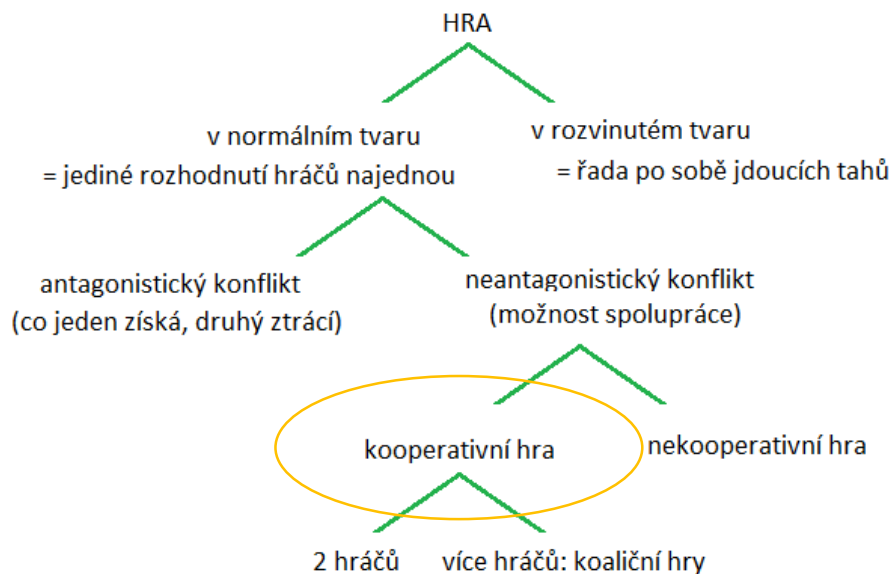 HRA
v normálním tvaru
v rozvinutém tvaru
= jediné rozhodnutí hráčů najednou
= řada po sobě jdoucích tahů
antagonistický konflikt
(co jeden získá, druhý ztrácí)
neantagonistický konflikt
(možnost spolupráce)
kooperativní hra
nekooperativní hra
2 hráčů
více hráčů: koaliční hry